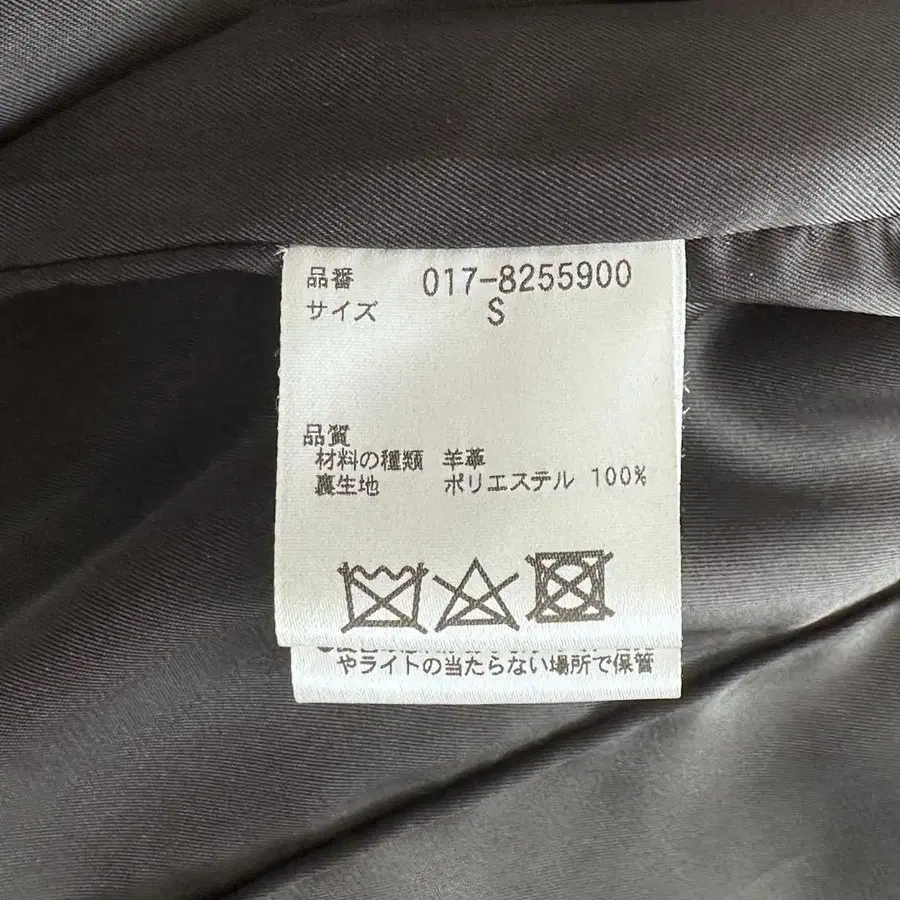 品番 017-8255900
サイズ S
品質
材料の種類 羊革
裏生地 ポリエステル 100%
やライトの当たらない場所で保管